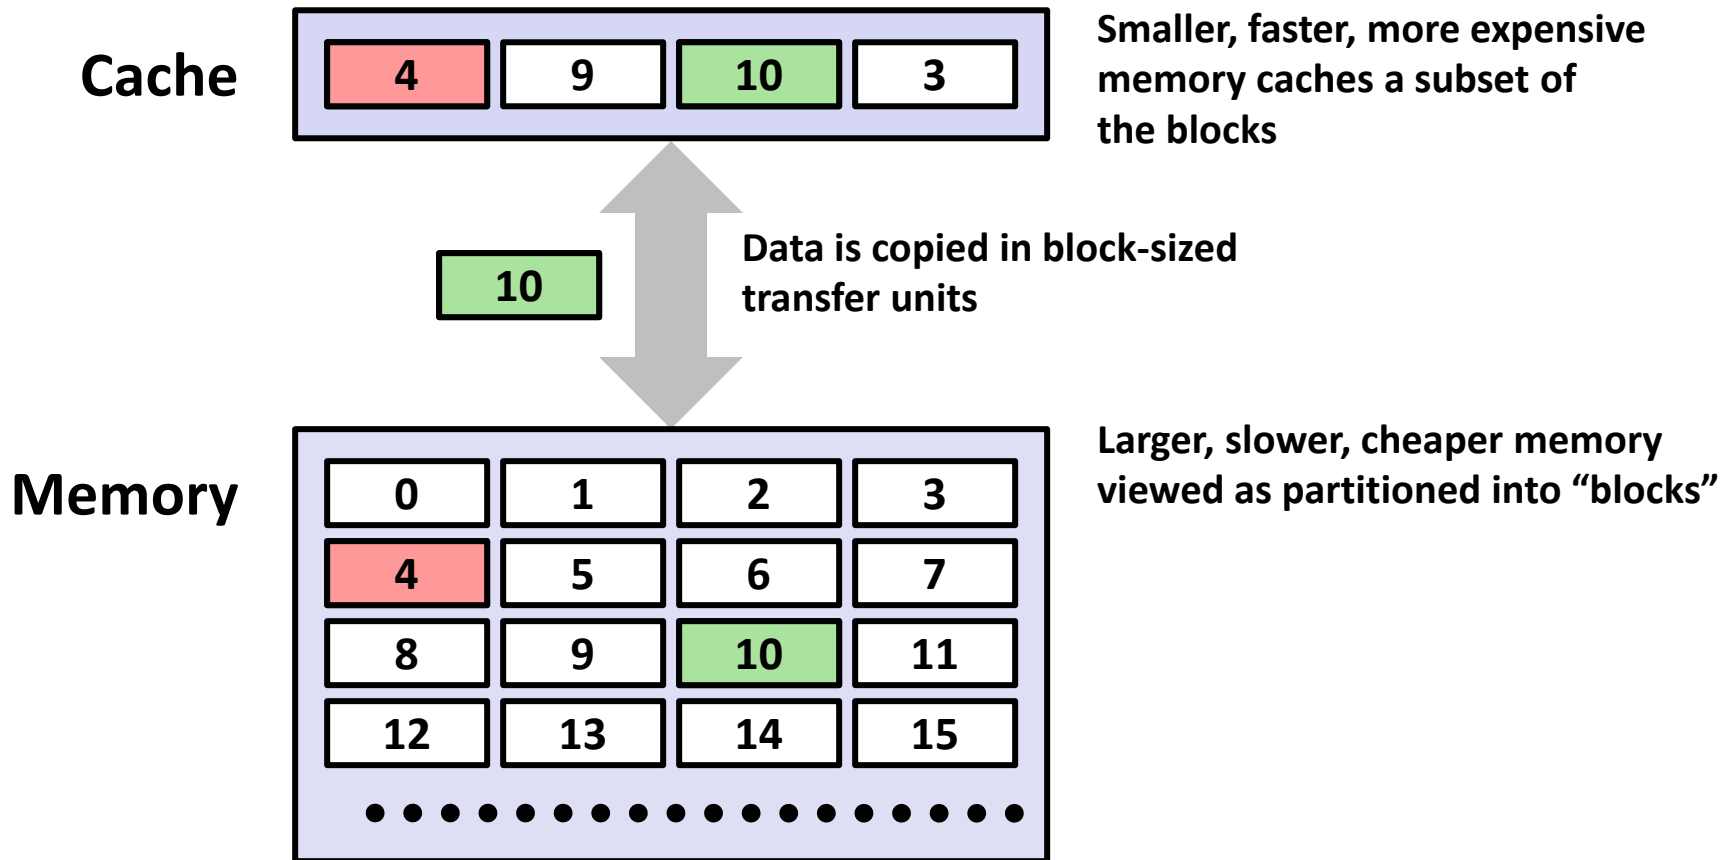 Cache
4 9 10 3
Smaller, faster, more expensive
memory caches a subset of
the blocks
10
Data is copied in block-sized
transfer units
Memory
0 1 2 3
4 5 6 7
8 9 10 11
12 13 14 15
Larger, slower, cheaper memory
viewed as partitioned into “blocks”